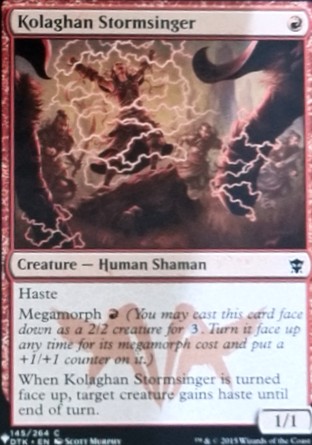 Kolaghan Stormsinger
Creature — Human Shaman
Haste
Megamorph (You may cast this card face
down as a 2/2 creature for 3. Turn it face up
any time for its megamorph cost and put a
+1/+1 counter on it.)
When Kolaghan Stormsinger is turned
face up, target creature gains haste until
end of turn.
1/1
145/264 C
DTK • EN SCOTT MURPHY
™ & © 2015 Wizards of the Coast